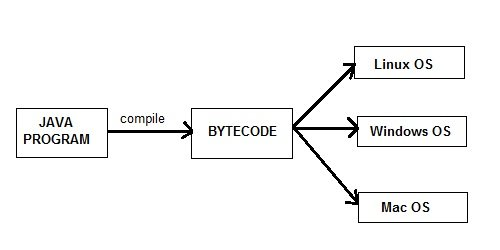 JAVA
PROGRAM
compile
BYTECODE
Linux OS
Windows OS
Mac OS